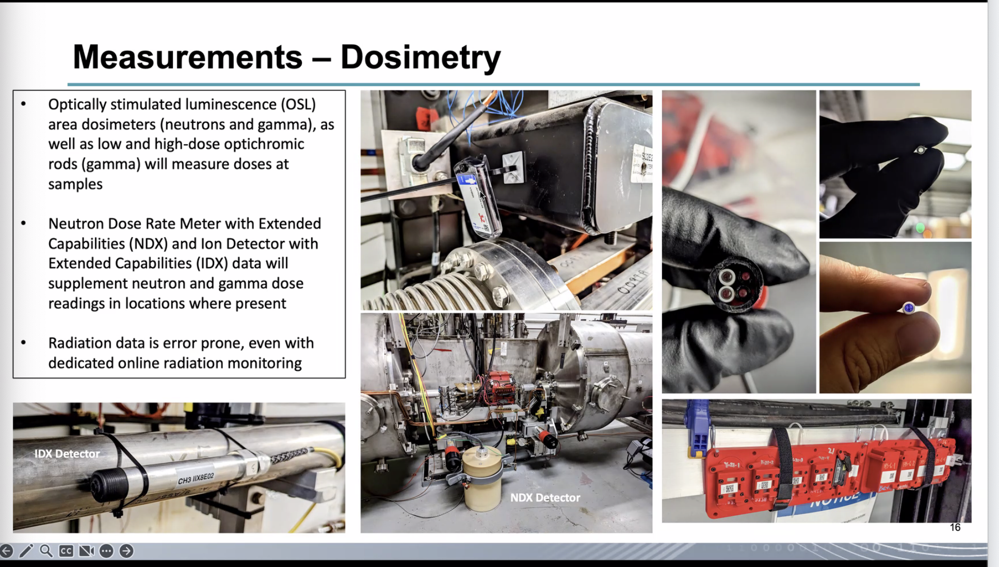 Measurements – Dosimetry
• Optically stimulated luminescence (OSL)
area dosimeters (neutrons and gamma), as
well as low and high-dose optichromic
rods (gamma) will measure doses at
samples
• Neutron Dose Rate Meter with Extended
Capabilities (NDX) and Ion Detector with
Extended Capabilities (IDX) data will
supplement neutron and gamma dose
readings in locations where present
• Radiation data is error prone, even with
dedicated online radiation monitoring
IDX Detector
CH3 IIX8E02
NDX Detector
21
NOTICE
16
CC